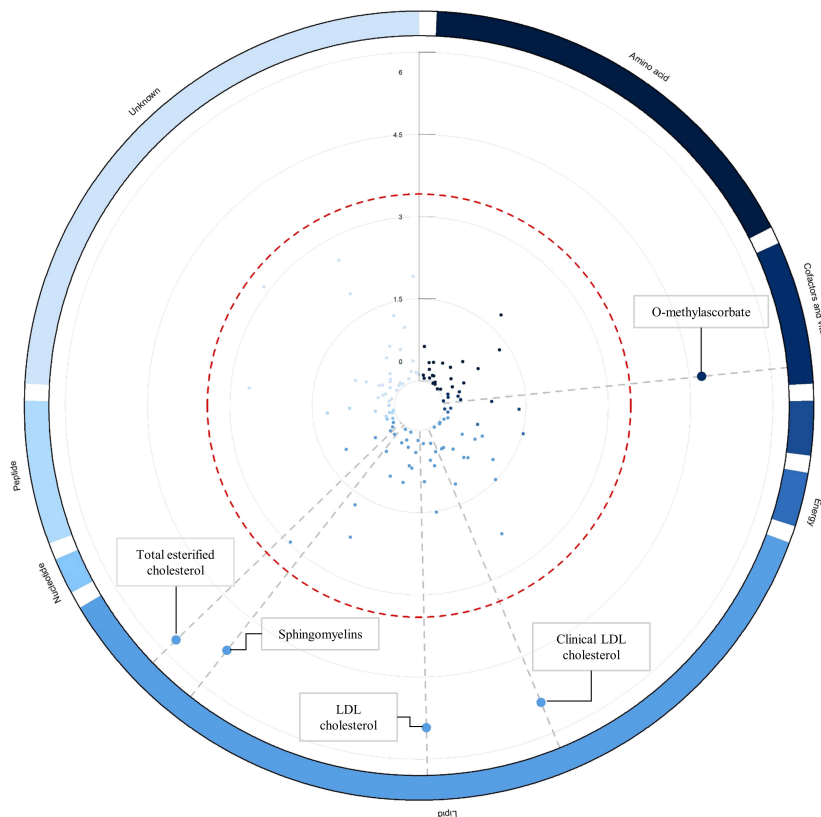 Amino acid
Unknown
6
4.5
3
1.5
0
Cofactors and vita
O-methylascorbate
Energy
Peptide
Nucleotide
Total esterified
cholesterol
Sphingomyelins
Clinical LDL
cholesterol
LDL
cholesterol
Lipid